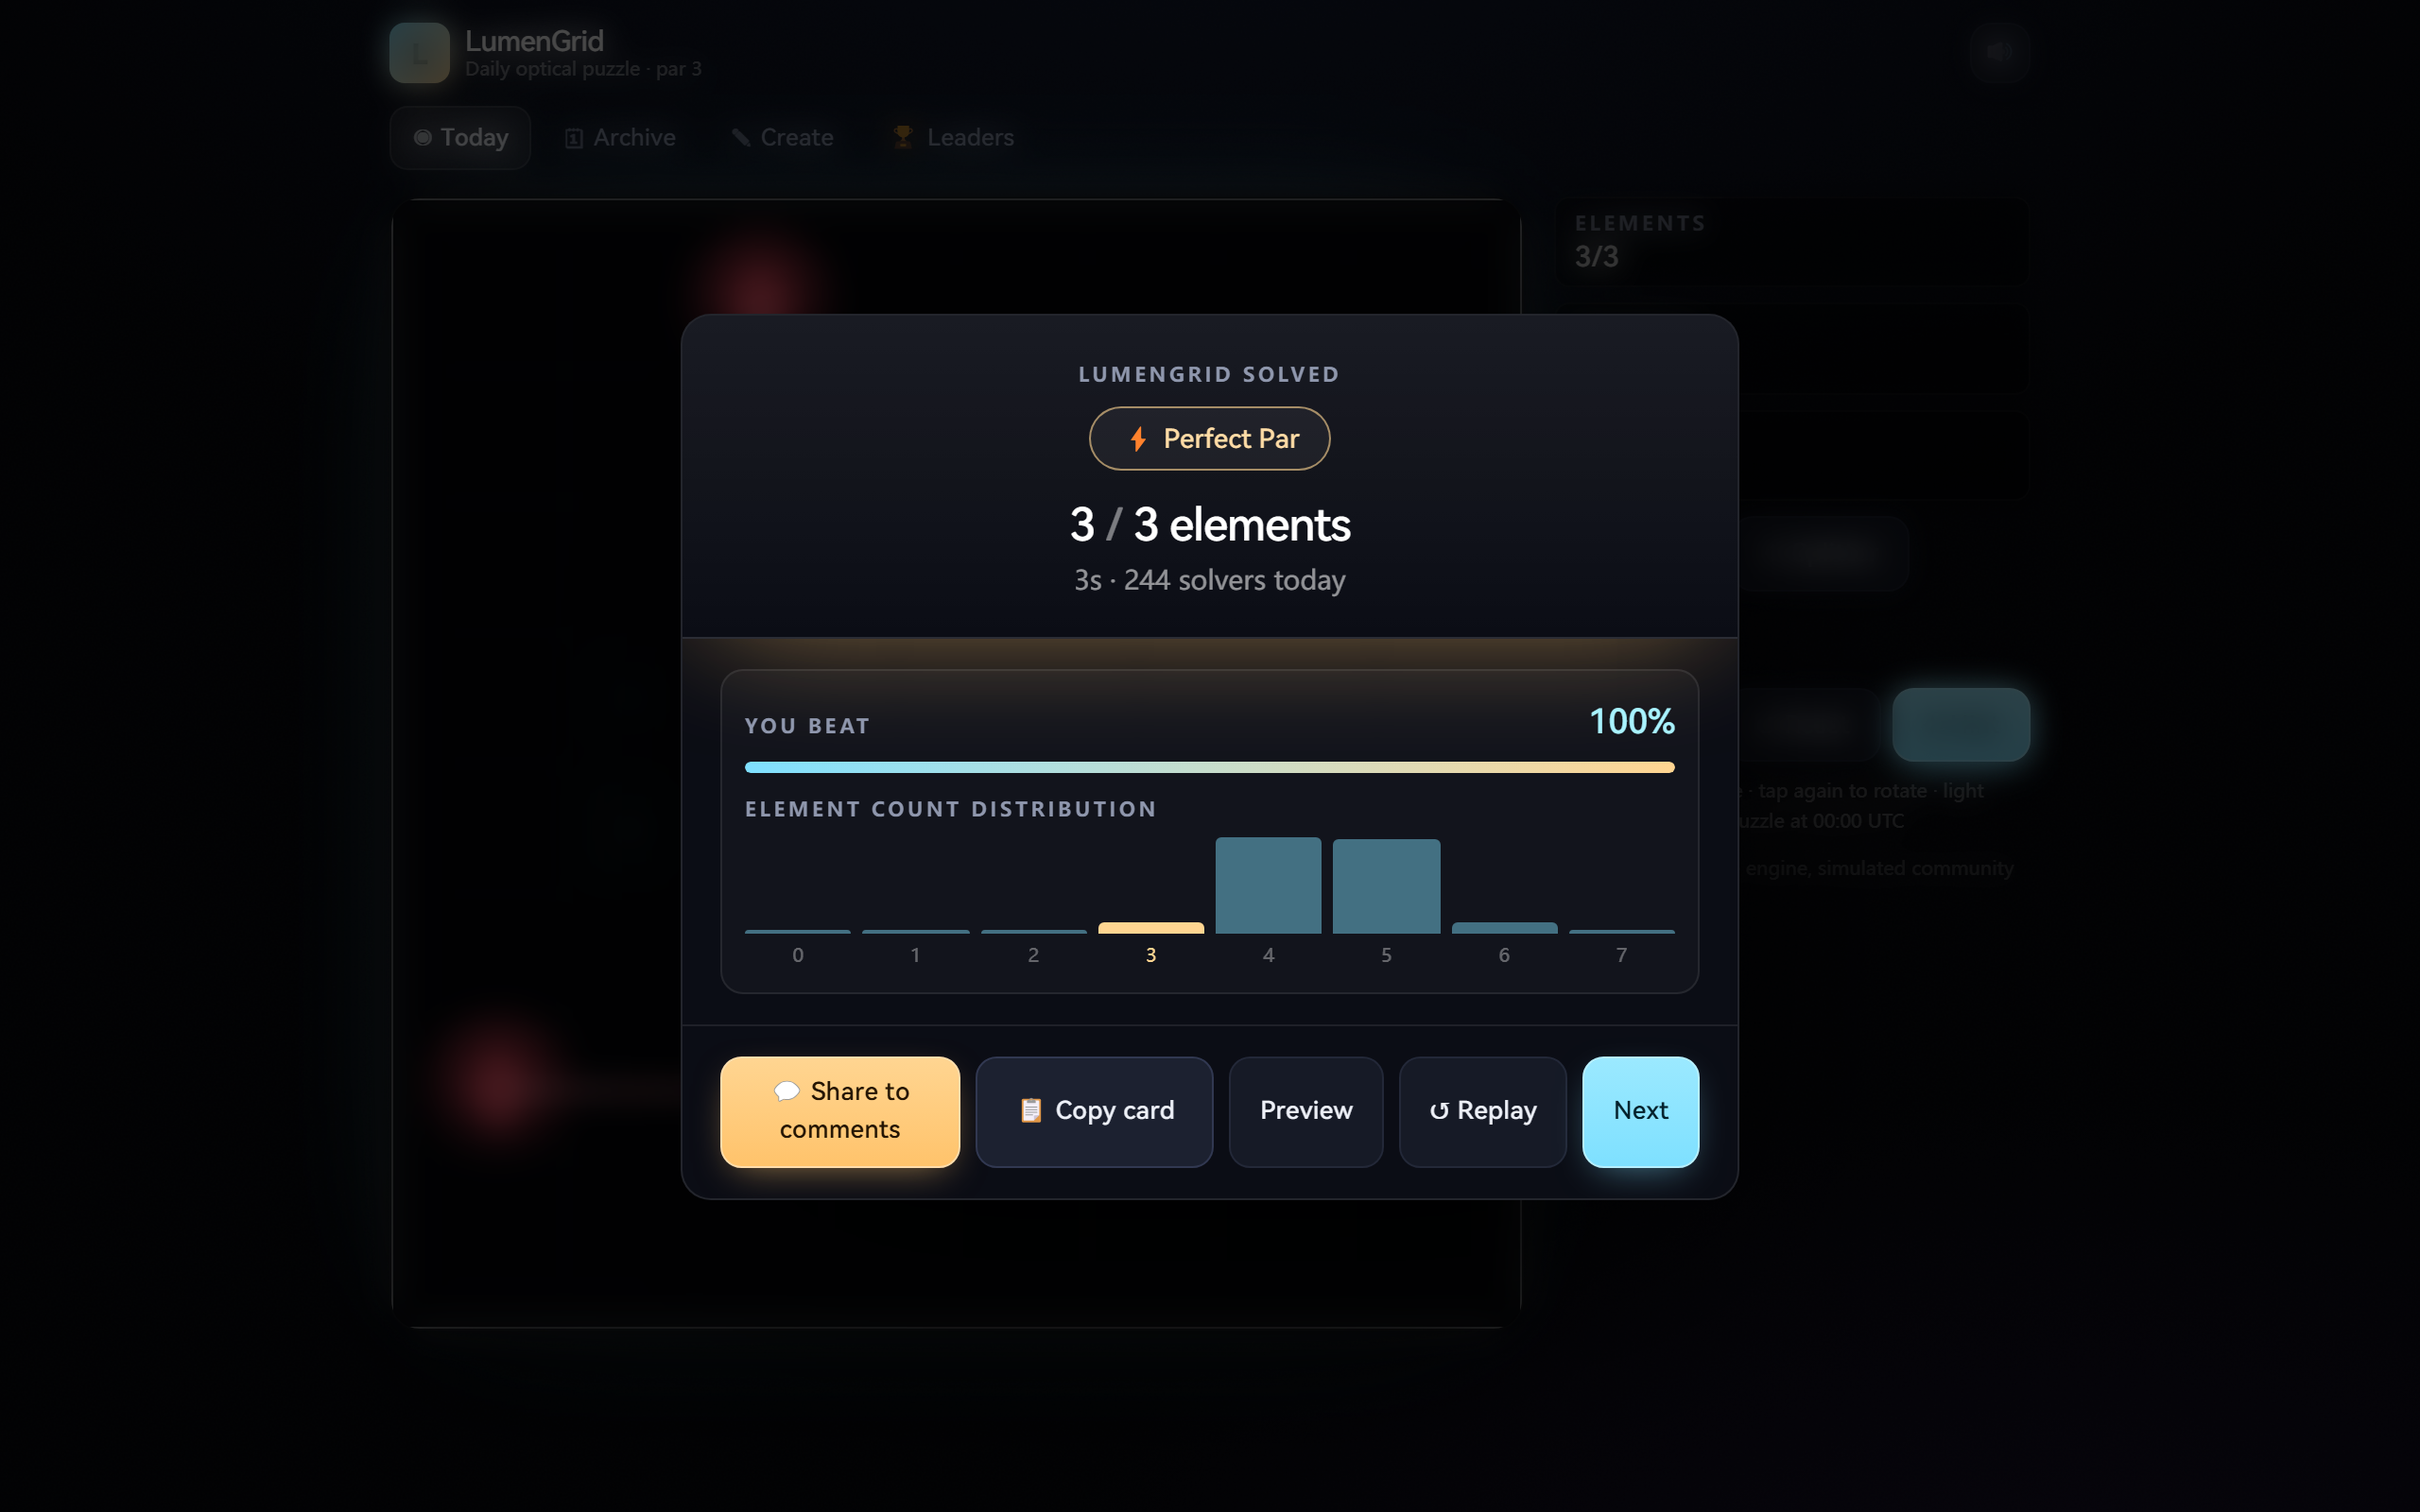 LumenGrid
Daily optical puzzle · par 3
Today
Archive
Create
Leaders
ELEMENTS
3/3
LUMENGRID SOLVED
Perfect Par
3 / 3 elements
3s · 244 solvers today
YOU BEAT
100%
ELEMENT COUNT DISTRIBUTION
0 1 2 3 4 5 6 7
Share to
comments
Copy card
Preview
↺ Replay
Next
· tap again to rotate · light
at 00:00 UTC
engine, simulated community